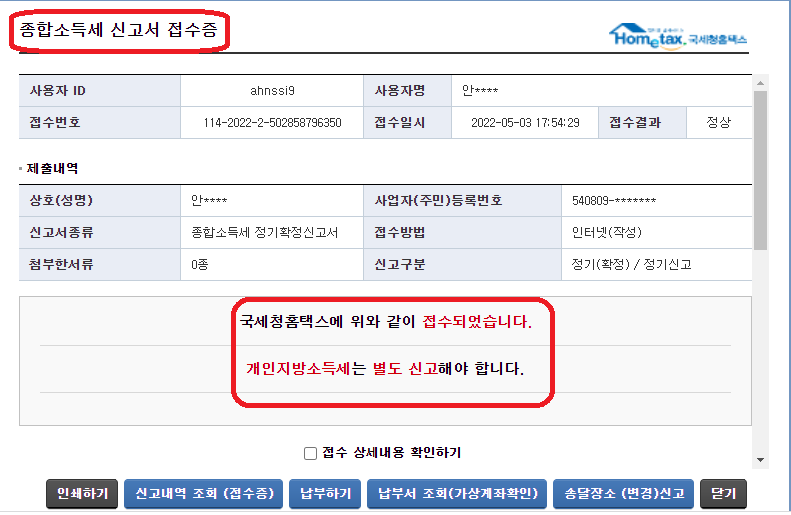 종합소득세 신고서 접수증
Hometax. 국세청홈택스
사용자 ID ahnssi9 사용자명 안****
접수번호 114-2022-2-502858796350 접수일시 2022-05-03 17:54:29 접수결과 정상
제출내역
상호(성명) 안**** 사업자(주민)등록번호 540809-*******
신고서종류 종합소득세 정기확정신고서 접수방법 인터넷(작성)
첨부한서류 0종 신고구분 정기(확정) / 정기신고
국세청홈택스에 위와 같이 접수되었습니다.
개인지방소득세는 별도 신고해야 합니다.
접수 상세내용 확인하기
인쇄하기 신고내역 조회 (접수증) 납부하기 납부서 조회(가상계좌확인) 송달장소 (변경)신고 닫기